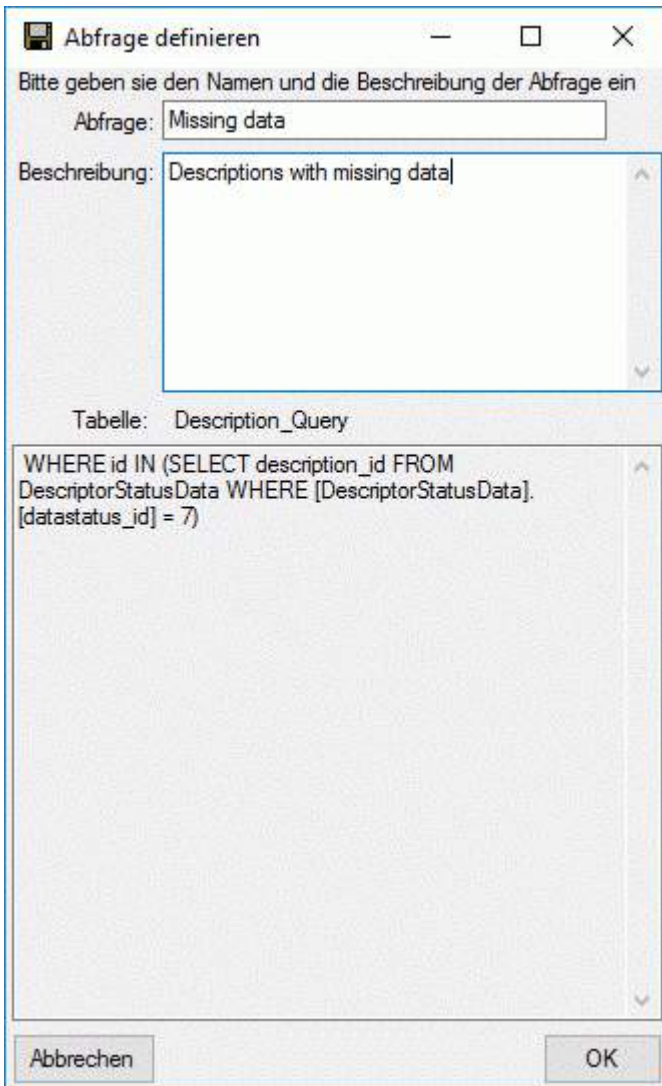 Abfrage definieren
Bitte geben sie den Namen und die Beschreibung der Abfrage ein
Abfrage: Missing data
Beschreibung: Descriptions with missing data
Tabelle: Description_Query
WHERE id IN (SELECT description_id FROM
DescriptorStatusData WHERE [DescriptorStatusData].
[datastatus_id] = 7)
Abbrechen OK